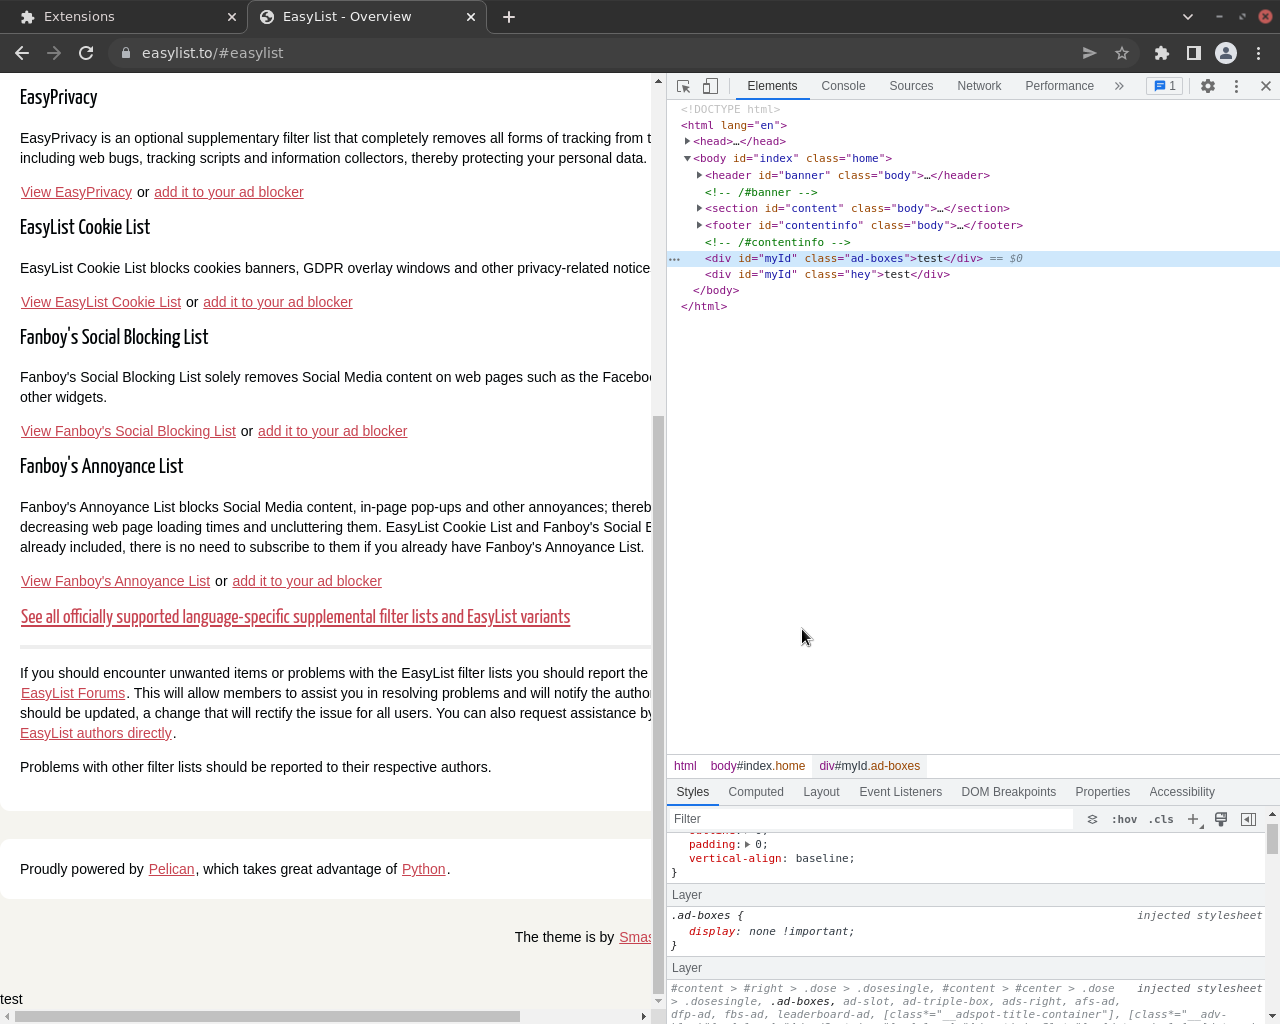 Extensions
EasyList - Overview
easylist.to/#easylist
EasyPrivacy
EasyPrivacy is an optional supplementary filter list that completely removes all forms of tracking from t
including web bugs, tracking scripts and information collectors, thereby protecting your personal data.
View EasyPrivacy or add it to your ad blocker
EasyList Cookie List
EasyList Cookie List blocks cookies banners, GDPR overlay windows and other privacy-related notice
View EasyList Cookie List or add it to your ad blocker
Fanboy's Social Blocking List
Fanboy's Social Blocking List solely removes Social Media content on web pages such as the Facebo
other widgets.
View Fanboy's Social Blocking List or add it to your ad blocker
Fanboy's Annoyance List
Fanboy's Annoyance List blocks Social Media content, in-page pop-ups and other annoyances; thereb
decreasing web page loading times and uncluttering them. EasyList Cookie List and Fanboy's Social B
already included, there is no need to subscribe to them if you already have Fanboy's Annoyance List.
View Fanboy's Annoyance List or add it to your ad blocker
See all officially supported language-specific supplemental filter lists and EasyList variants
If you should encounter unwanted items or problems with the EasyList filter lists you should report the
EasyList Forums. This will allow members to assist you in resolving problems and will notify the autho
should be updated, a change that will rectify the issue for all users. You can also request assistance by
EasyList authors directly.
Problems with other filter lists should be reported to their respective authors.
Proudly powered by Pelican, which takes great advantage of Python.
The theme is by Smas
test
Elements Console Sources Network Performance » 1
<!DOCTYPE html>
<html lang="en">
<head>…</head>
<body id="index" class="home">
<header id="banner" class="body">…</header>
<!-- /#banner -->
<section id="content" class="body">…</section>
<footer id="contentinfo" class="body">…</footer>
<!-- /#contentinfo -->
<div id="myId" class="ad-boxes">test</div> == $0
<div id="myId" class="hey">test</div>
</body>
</html>
html body#index.home div#myId.ad-boxes
Styles Computed Layout Event Listeners DOM Breakpoints Properties Accessibility
Filter :hov .cls
padding: 0;
vertical-align: baseline;
}
Layer
.ad-boxes { injected stylesheet
display: none !important;
}
Layer
#content > #right > .dose > .dosesingle, #content > #center > .dose injected stylesheet
> .dosesingle, .ad-boxes, ad-slot, ad-triple-box, ads-right, afs-ad,
dfp-ad, fbs-ad, leaderboard-ad, [class*="__adspot-title-container"], [class*="__adv-